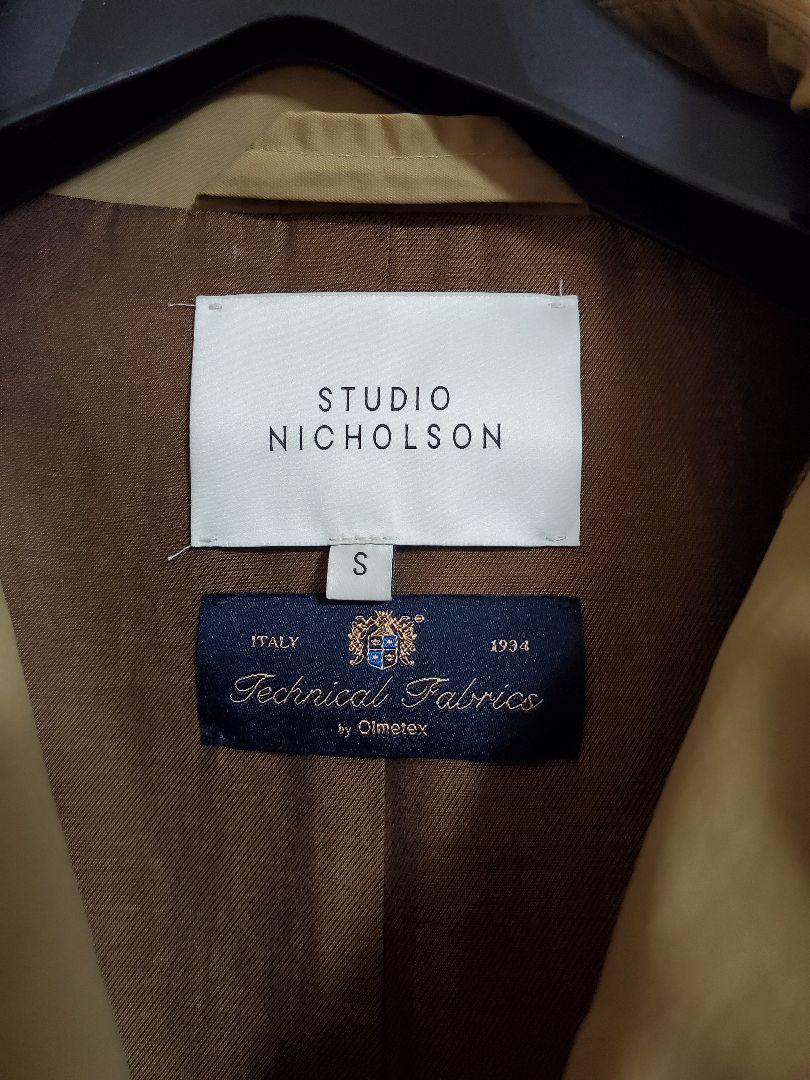 STUDIO
NICHOLSON
S
ITALY 1934
Technical Fabrics
by Olmetex